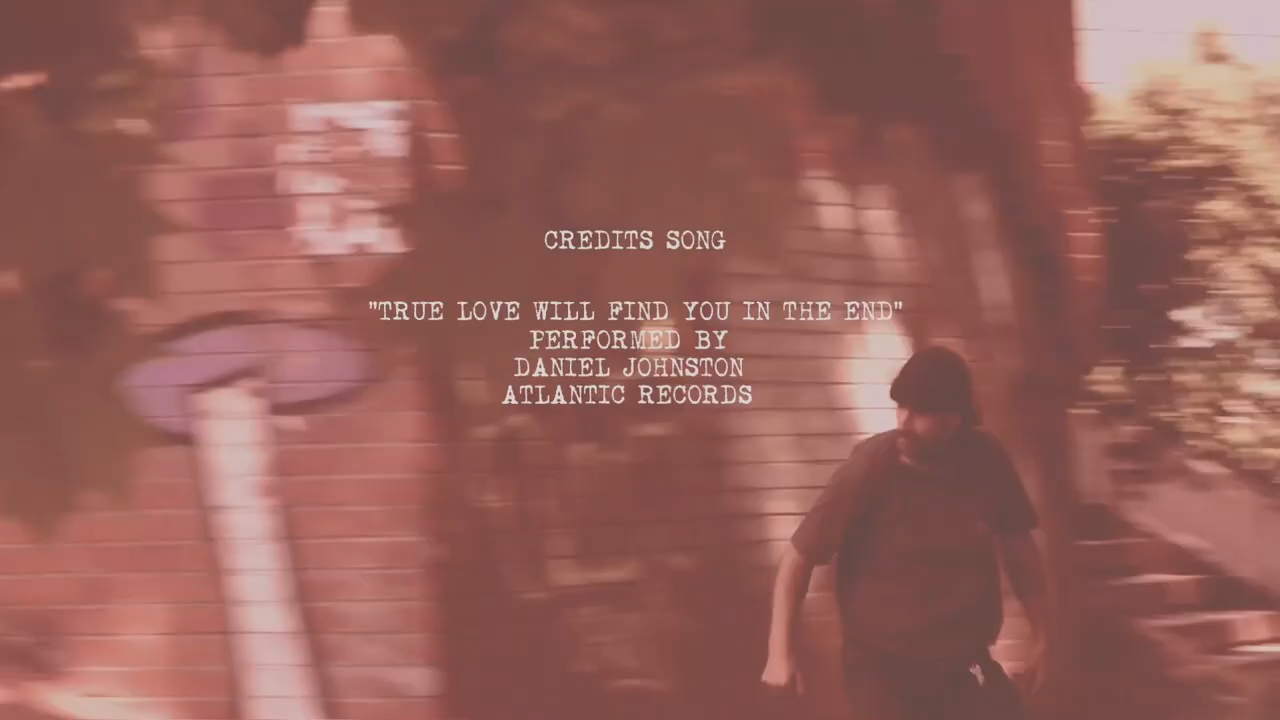 CREDITS SONG
"TRUE LOVE WILL FIND YOU IN THE END"
PERFORMED BY
DANIEL JOHNSTON
ATLANTIC RECORDS